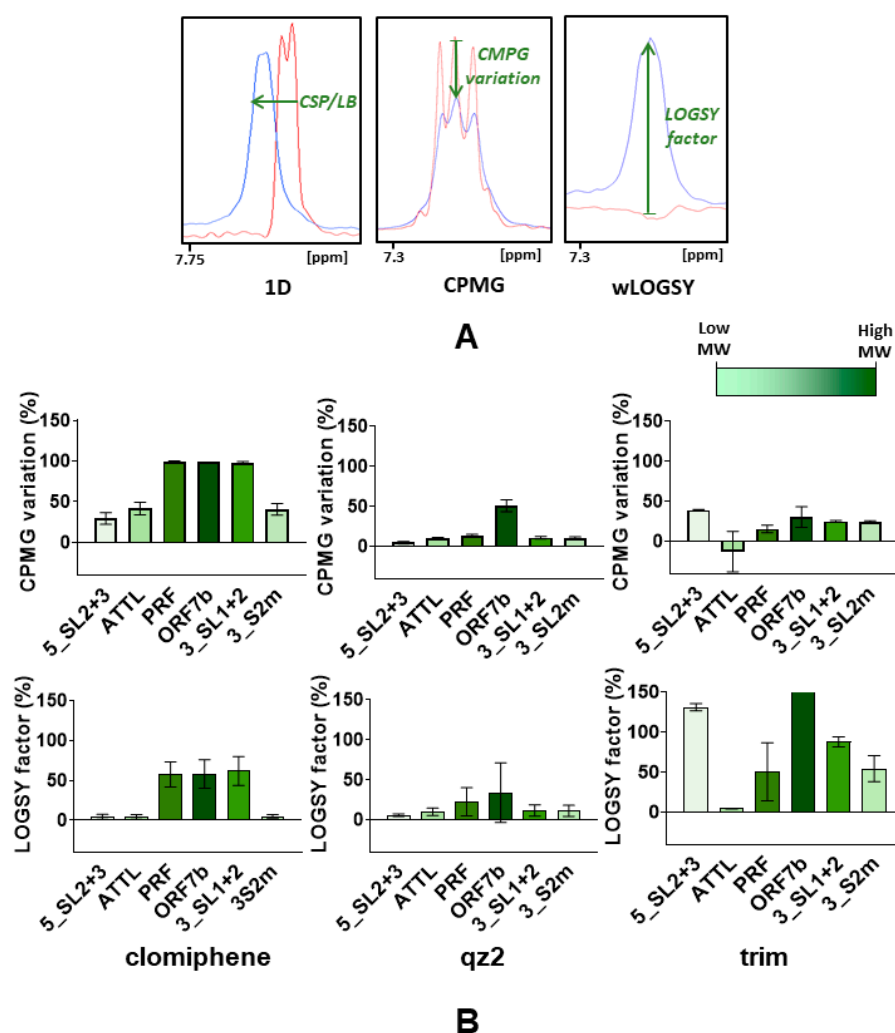 CSP/LB
7.75 [ppm]
1D
CMPG
variation
7.3 [ppm]
CPMG
LOGSY
factor
7.3 [ppm]
wLOGSY
A
Low
MW
High
MW
CPMG variation (%)
150
100
50
0
5_SL2+3
ATTL
PRF
ORF7b
3_SL1+2
3_S2m
CPMG variation (%)
150
100
50
0
5_SL2+3
ATTL
PRF
ORF7b
3_SL1+2
3_SL2m
CPMG variation (%)
150
100
50
0
5_SL2+3
ATTL
PRF
ORF7b
3_SL1+2
3_SL2m
LOGSY factor (%)
150
100
50
0
5_SL2+3
ATTL
PRF
ORF7b
3_SL1+2
3S2m
clomiphene
LOGSY factor (%)
150
100
50
0
5_SL2+3
ATTL
PRF
ORF7b
3_SL1+2
3_SL2m
qz2
LOGSY factor (%)
150
100
50
0
5_SL2+3
ATTL
PRF
ORF7b
3_SL1+2
3_S2m
trim
B